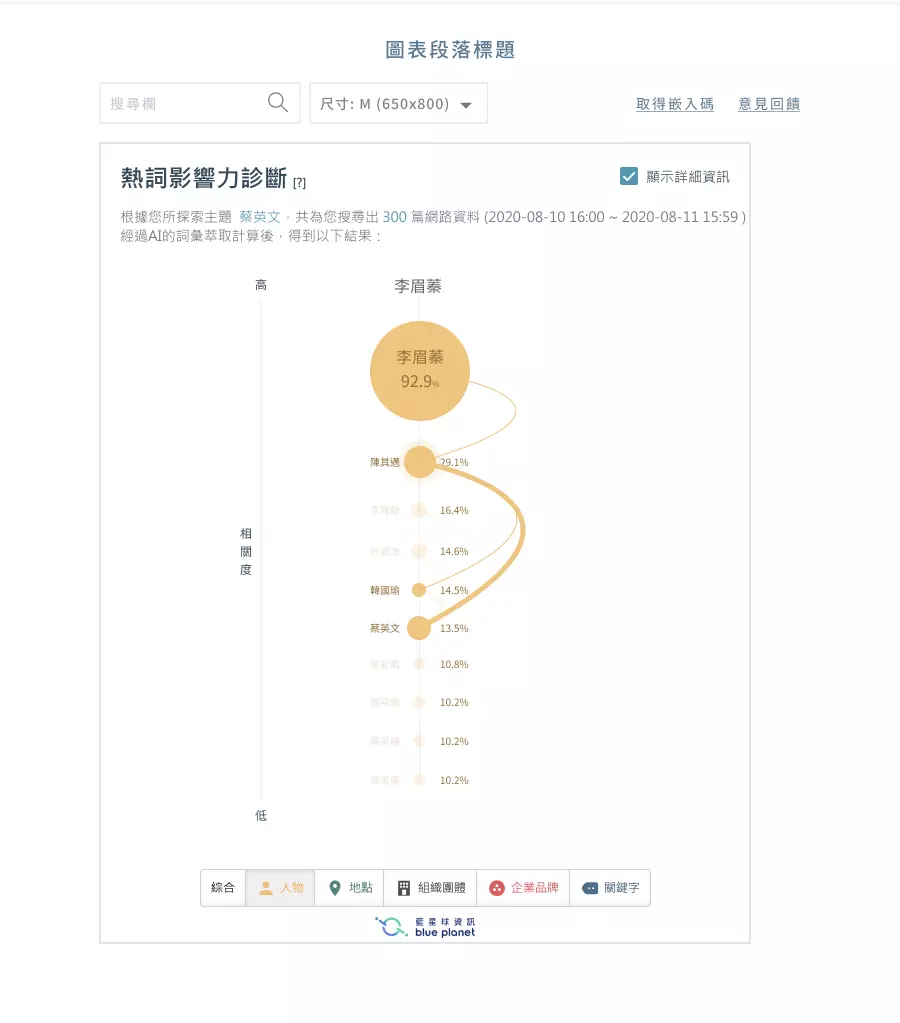 圖表段落標題
搜尋欄
尺寸: M (650x800)
取得嵌入碼
意見回饋
熱詞影響力診斷 [?]
顯示詳細資訊
根據您所探索主題 蔡英文，共為您搜尋出 300 篇網路資料 (2020-08-10 16:00 ~ 2020-08-11 15:59 )
經過AI的詞彙萃取計算後，得到以下結果：
高
李眉蓁
李眉蓁
92.9%
陳其邁 29.1%
16.4%
相關度
14.6%
韓國瑜 14.5%
蔡英文 13.5%
10.8%
10.2%
10.2%
10.2%
低
綜合 人物 地點 組織團體 企業品牌 關鍵字
藍星球資訊
blue planet